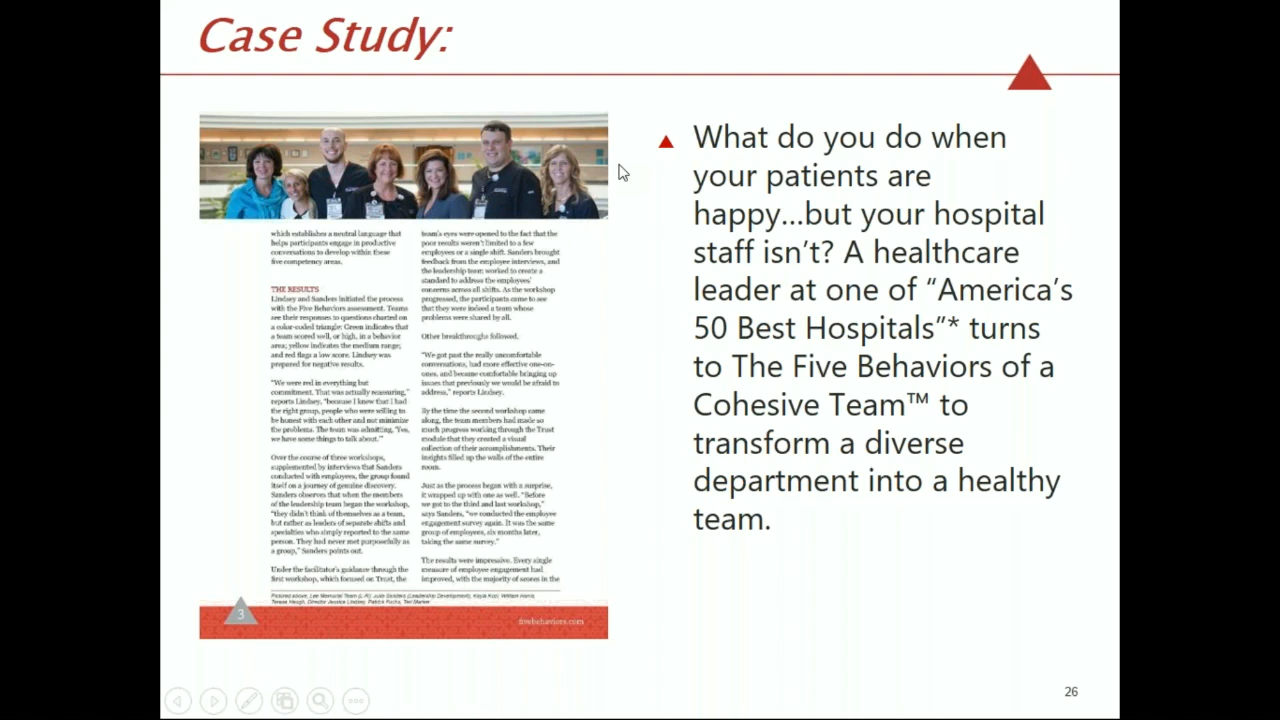 Case Study:
which establishes a neutral language that
helps participants engage in productive
conversations to develop within these
five competency areas.
THE RESULTS
Lindsey and Sanders initiated the process
with the Five Behaviors assessment. Teams
see their responses to questions charted on
a color-coded triangle: Green indicates that
a team scored well, or high, in a behavior
area; yellow indicates the medium range;
and red flags a low score. Lindsey was
prepared for negative results.
"We were red in everything but
commitment. That was actually reassuring,"
reports Lindsey, "because I knew that I had
the right group, people who were willing to
be honest with each other and not minimize
the problems. The team was admitting, 'Yes,
we have some things to talk about.'"
Over the course of three workshops,
supplemented by interviews that Sanders
conducted with employees, the group found
itself on a journey of genuine discovery.
Sanders observes that when the members
of the leadership team began the workshop,
"they didn't think of themselves as a team,
but rather as leaders of separate shifts and
specialties who simply reported to the same
person. They had never met purposefully as
a group," Sanders points out.
Under the facilitator's guidance through the
first workshop, which focused on Trust, the
team's eyes were opened to the fact that the
poor results weren't limited to a few
employees or a single shift. Sanders brought
feedback from the employee interviews, and
the leadership team worked to create a
standard to address the employees'
concerns across all shifts. As the workshop
progressed, the participants came to see
that they were indeed a team whose
problems were shared by all.
Other breakthroughs followed.
"We got past the really uncomfortable
conversations, had more effective one-on-
ones, and became comfortable bringing up
issues that previously we would be afraid to
address," reports Lindsey.
By the time the second workshop came
along, the team members had made so
much progress working through the Trust
module that they created a visual
collection of their accomplishments. Their
insights filled up the walls of the entire
room.
Just as the process began with a surprise,
it wrapped up with one as well. "Before
we got to the third and last workshop,"
says Sanders, "we conducted the employee
engagement survey again. It was the same
group of employees, six months later,
taking the same survey."
The results were impressive. Every single
measure of employee engagement had
improved, with the majority of scores in the
Pictured above, Lee Memorial Team (L-R): Julie Sanders (Leadership Development), Kayla
Director Jessica Lindsey, Patrick
3
fivebehaviors.com
▲ What do you do when
your patients are
happy...but your hospital
staff isn't? A healthcare
leader at one of "America's
50 Best Hospitals"* turns
to The Five Behaviors of a
Cohesive Team™ to
transform a diverse
department into a healthy
team.
26